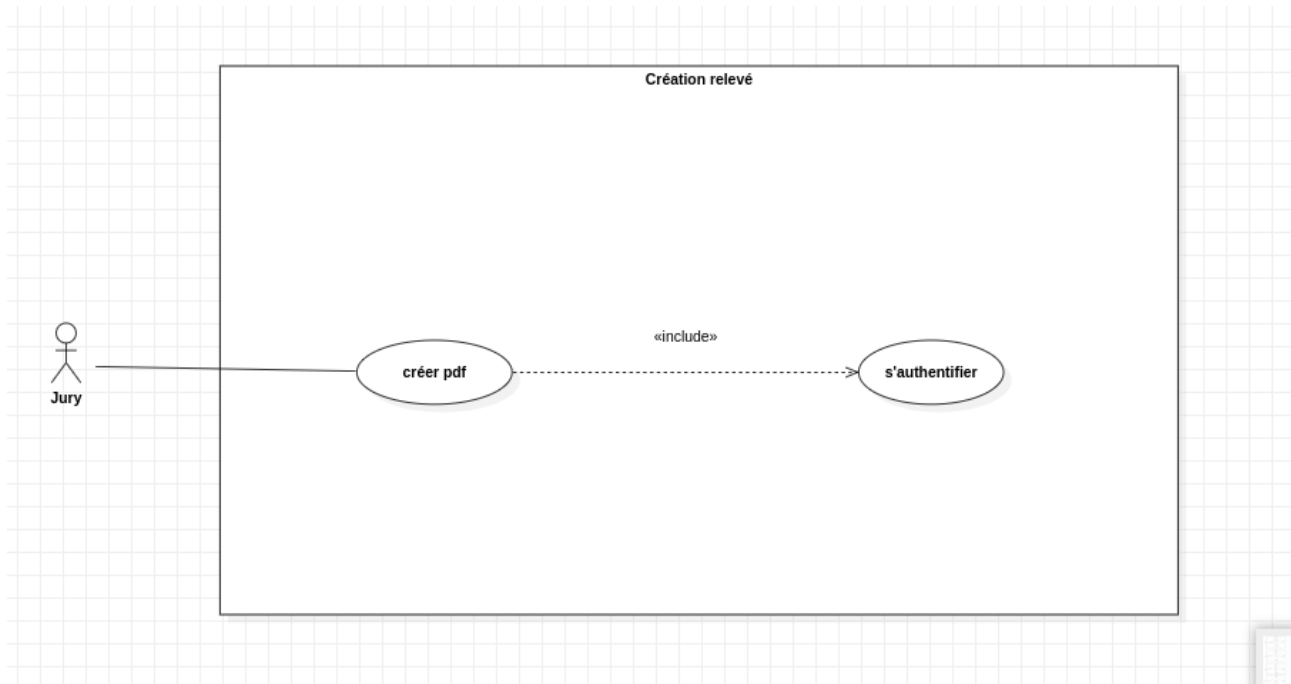 Création relevé
«include»
créer pdf
s'authentifier
Jury